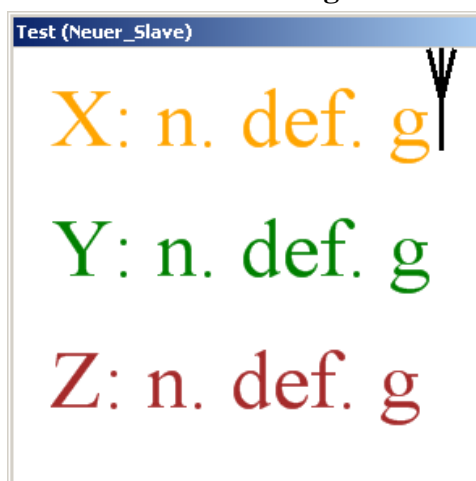 Test (Neuer_Slave)
X: n. def. g
Y: n. def. g
Z: n. def. g